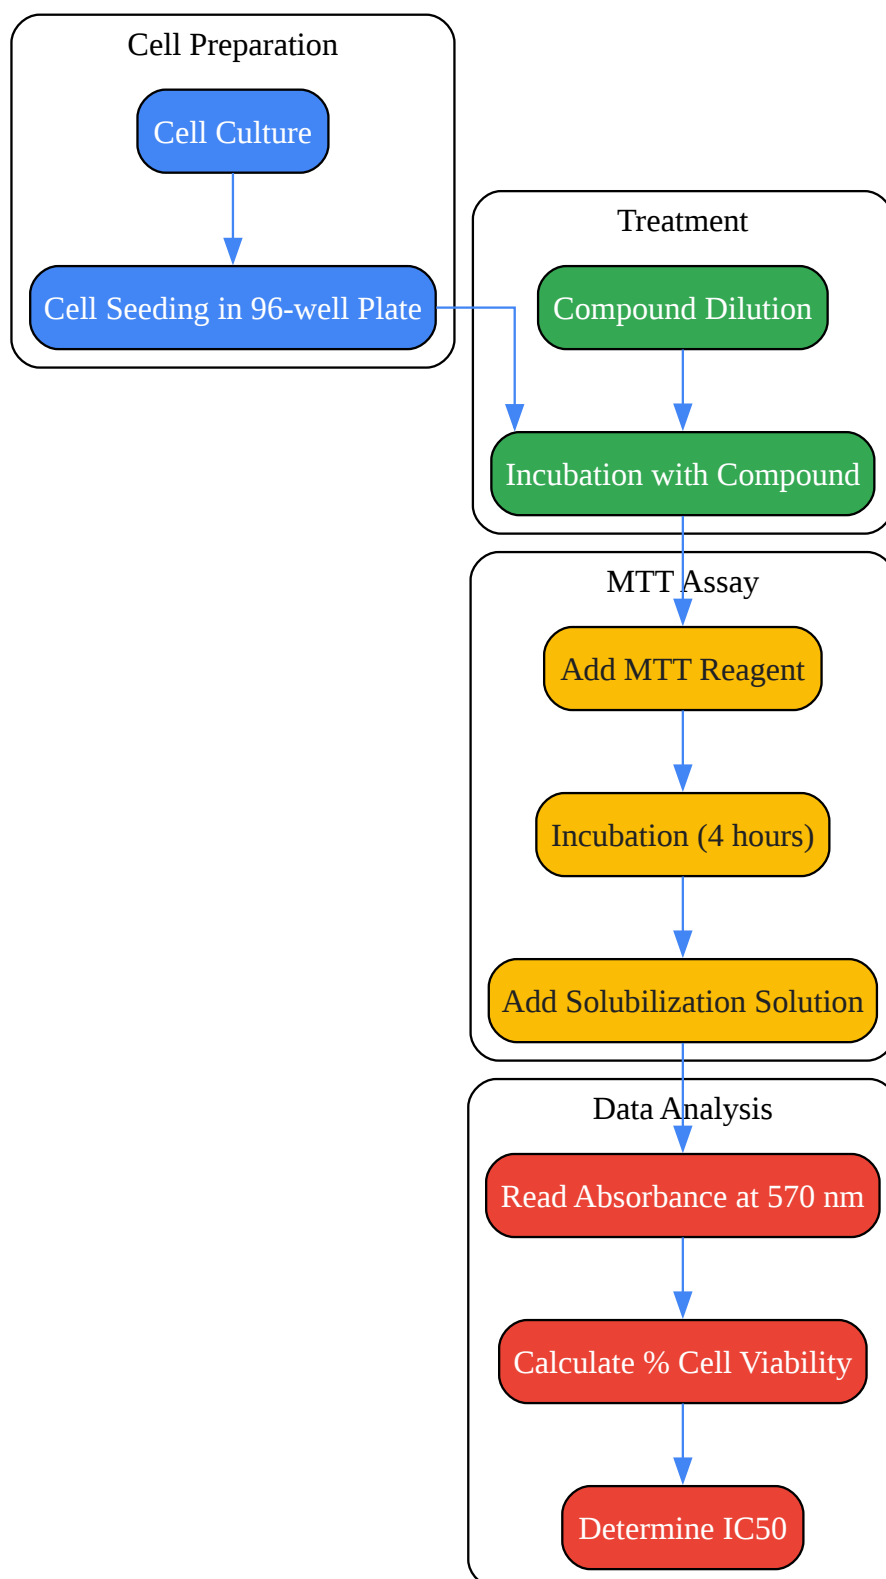 Cell Preparation
Cell Culture
Cell Seeding in 96-well Plate
Treatment
Compound Dilution
Incubation with Compound
MTT Assay
Add MTT Reagent
Incubation (4 hours)
Add Solubilization Solution
Data Analysis
Read Absorbance at 570 nm
Calculate % Cell Viability
Determine IC50